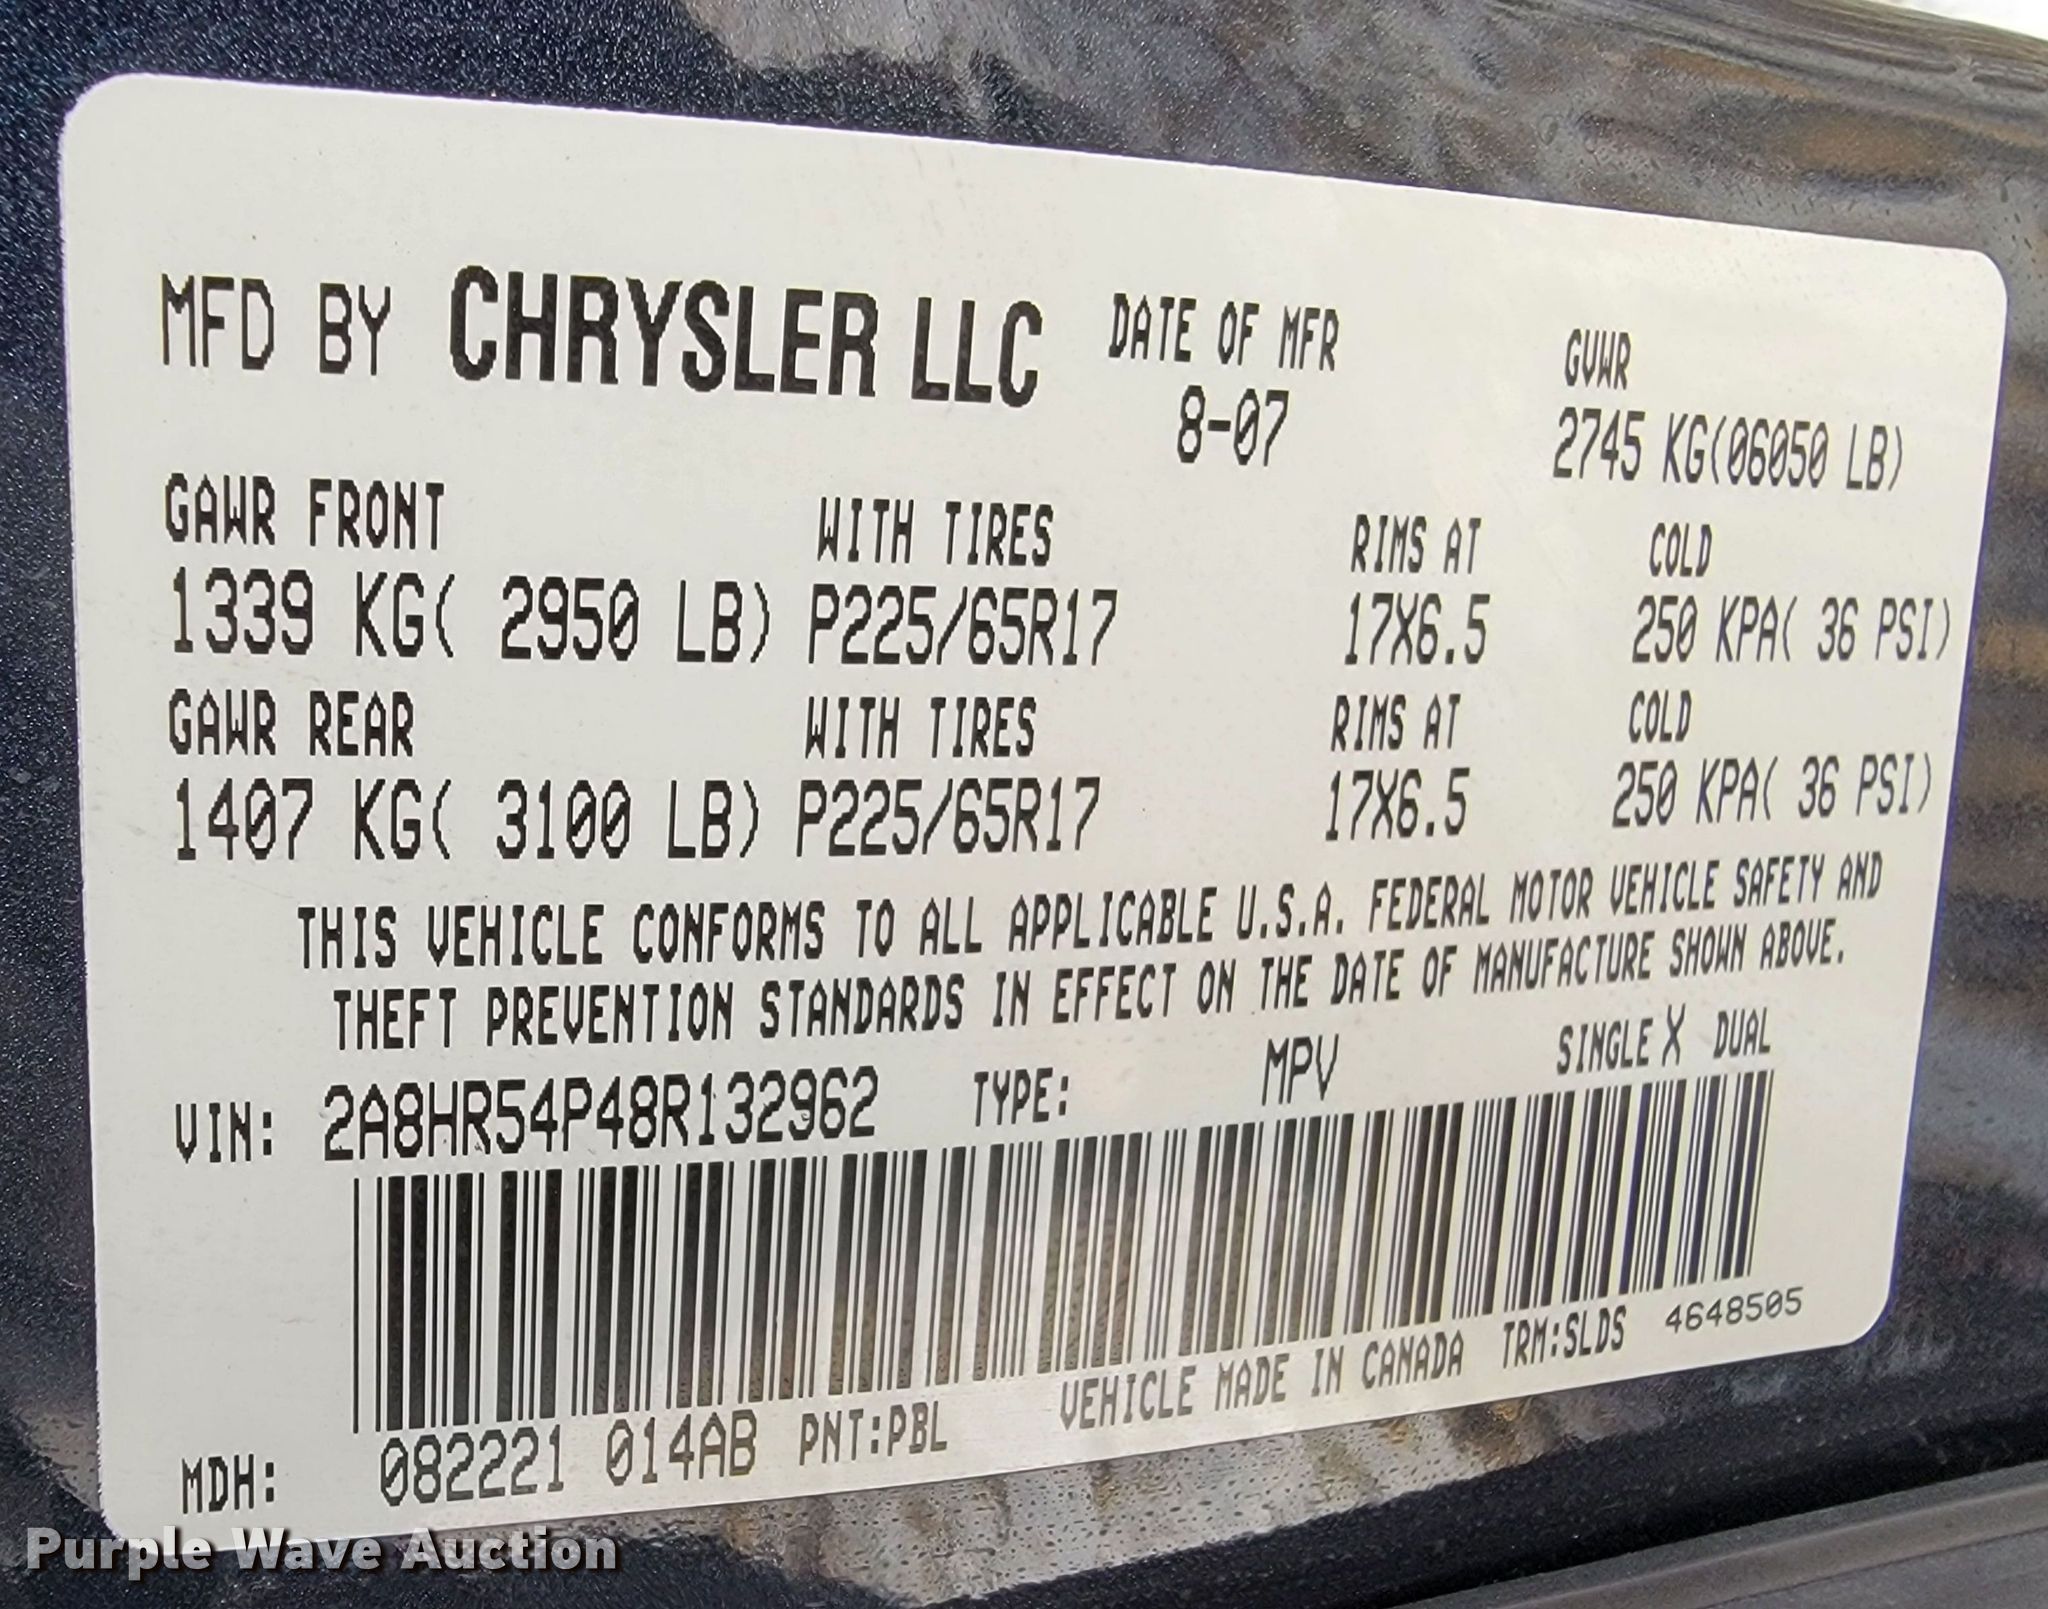 MFD BY CHRYSLER LLC DATE OF MFR GVWR
8-07 2745 KG(06050 LB)
GAWR FRONT WITH TIRES RIMS AT COLD
1339 KG( 2950 LB) P225/65R17 17X6.5 250 KPA( 36 PSI)
GAWR REAR WITH TIRES RIMS AT COLD
1407 KG( 3100 LB) P225/65R17 17X6.5 250 KPA( 36 PSI)
THIS VEHICLE CONFORMS TO ALL APPLICABLE U.S.A. FEDERAL MOTOR VEHICLE SAFETY AND
THEFT PREVENTION STANDARDS IN EFFECT ON THE DATE OF MANUFACTURE SHOWN ABOVE.
VIN: 2A8HR54P48R132962 TYPE: MPV SINGLE X DUAL
MDH: 082221 014AB PNT:PBL VEHICLE MADE IN CANADA TRM:SLDS 4648505
Purple Wave Auction